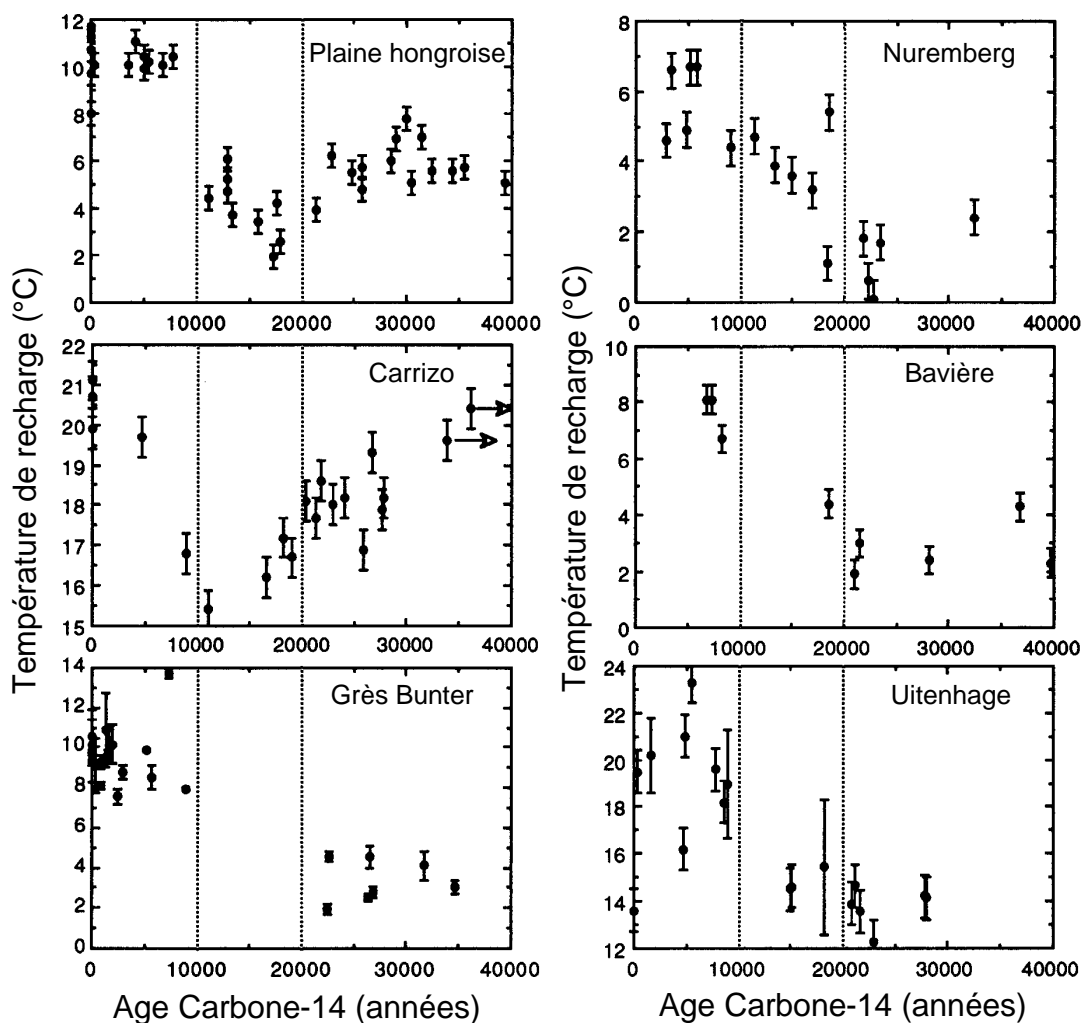 Plaine hongroise
12
10
8
6
4
2
0
0 10000 20000 30000 40000
Nuremberg
8
6
4
2
0
0 10000 20000 30000 40000
Carrizo
22
21
20
19
18
17
16
15
0 10000 20000 30000 40000
Bavière
10
8
6
4
2
0
0 10000 20000 30000 40000
Grès Bunter
14
12
10
8
6
4
2
0
0 10000 20000 30000 40000
Uitenhage
24
22
20
18
16
14
12
0 10000 20000 30000 40000
Température de recharge (°C)
Température de recharge (°C)
Age Carbone-14 (années)
Age Carbone-14 (années)